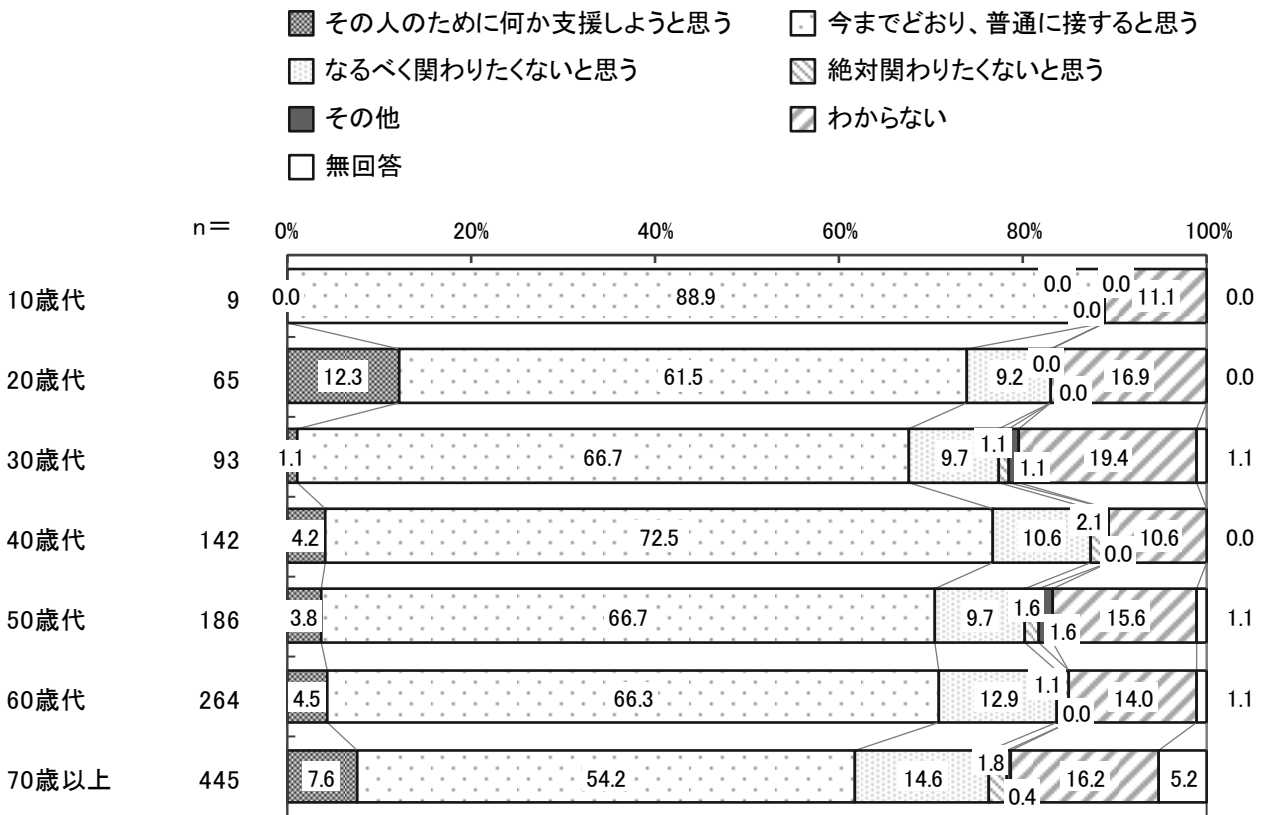 その人のために何か支援しようと思う 今までどおり、普通に接すると思う
なるべく関わりたくないと思う 絶対関わりたくないと思う
その他 わからない
無回答
n＝ 0% 20% 40% 60% 80% 100%
10歳代 9 0.0 88.9 0.0 0.0 0.0 11.1 0.0
20歳代 65 12.3 61.5 9.2 0.0 0.0 16.9 0.0
30歳代 93 1.1 66.7 9.7 1.1 1.1 19.4 1.1
40歳代 142 4.2 72.5 10.6 2.1 0.0 10.6 0.0
50歳代 186 3.8 66.7 9.7 1.6 1.6 15.6 1.1
60歳代 264 4.5 66.3 12.9 1.1 0.0 14.0 1.1
70歳以上 445 7.6 54.2 14.6 1.8 0.4 16.2 5.2